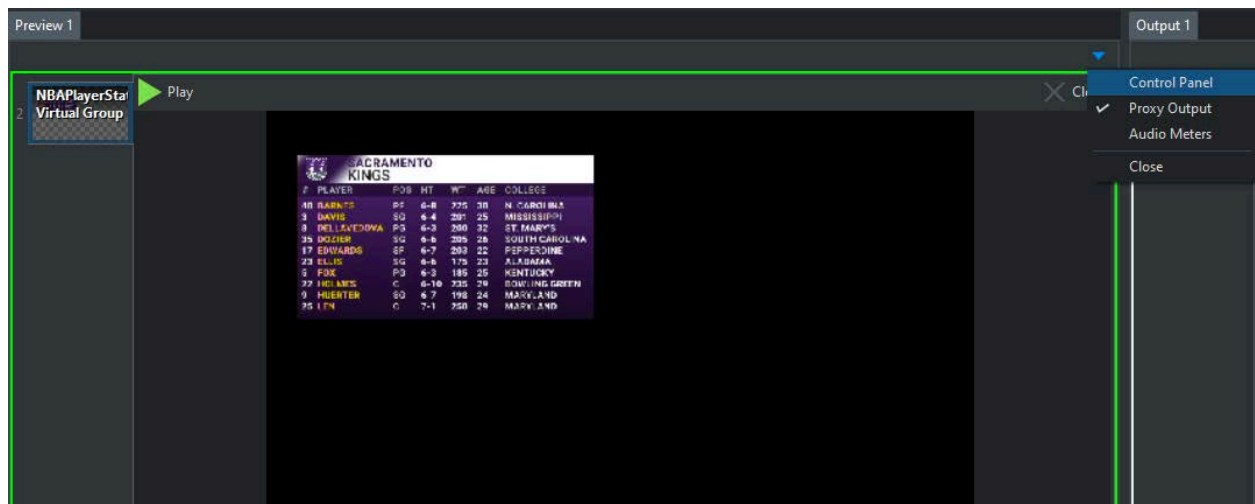 Preview 1
Output 1
2
NBAPlayerStat
Virtual Group
Play
Control Panel
Proxy Output
Audio Meters
Close
SACRAMENTO
KINGS
# PLAYER POS HT WT AGE COLLEGE
40 BARNES PF 6-8 225 30 N. CAROLINA
3 DAVIS SG 6-4 201 25 MISSISSIPPI
8 DELLAVEDOVA PG 6-3 200 32 ST. MARY'S
35 DOZIER SG 6-6 205 26 SOUTH CAROLINA
17 EDWARDS SF 6-7 203 22 PEPPERDINE
23 ELLIS SG 6-6 175 23 ALABAMA
5 FOX PG 6-3 185 25 KENTUCKY
22 HOLMES C 6-10 235 29 BOWLING GREEN
9 HUERTER SG 6-7 198 24 MARYLAND
25 LEN C 7-1 250 29 MARYLAND